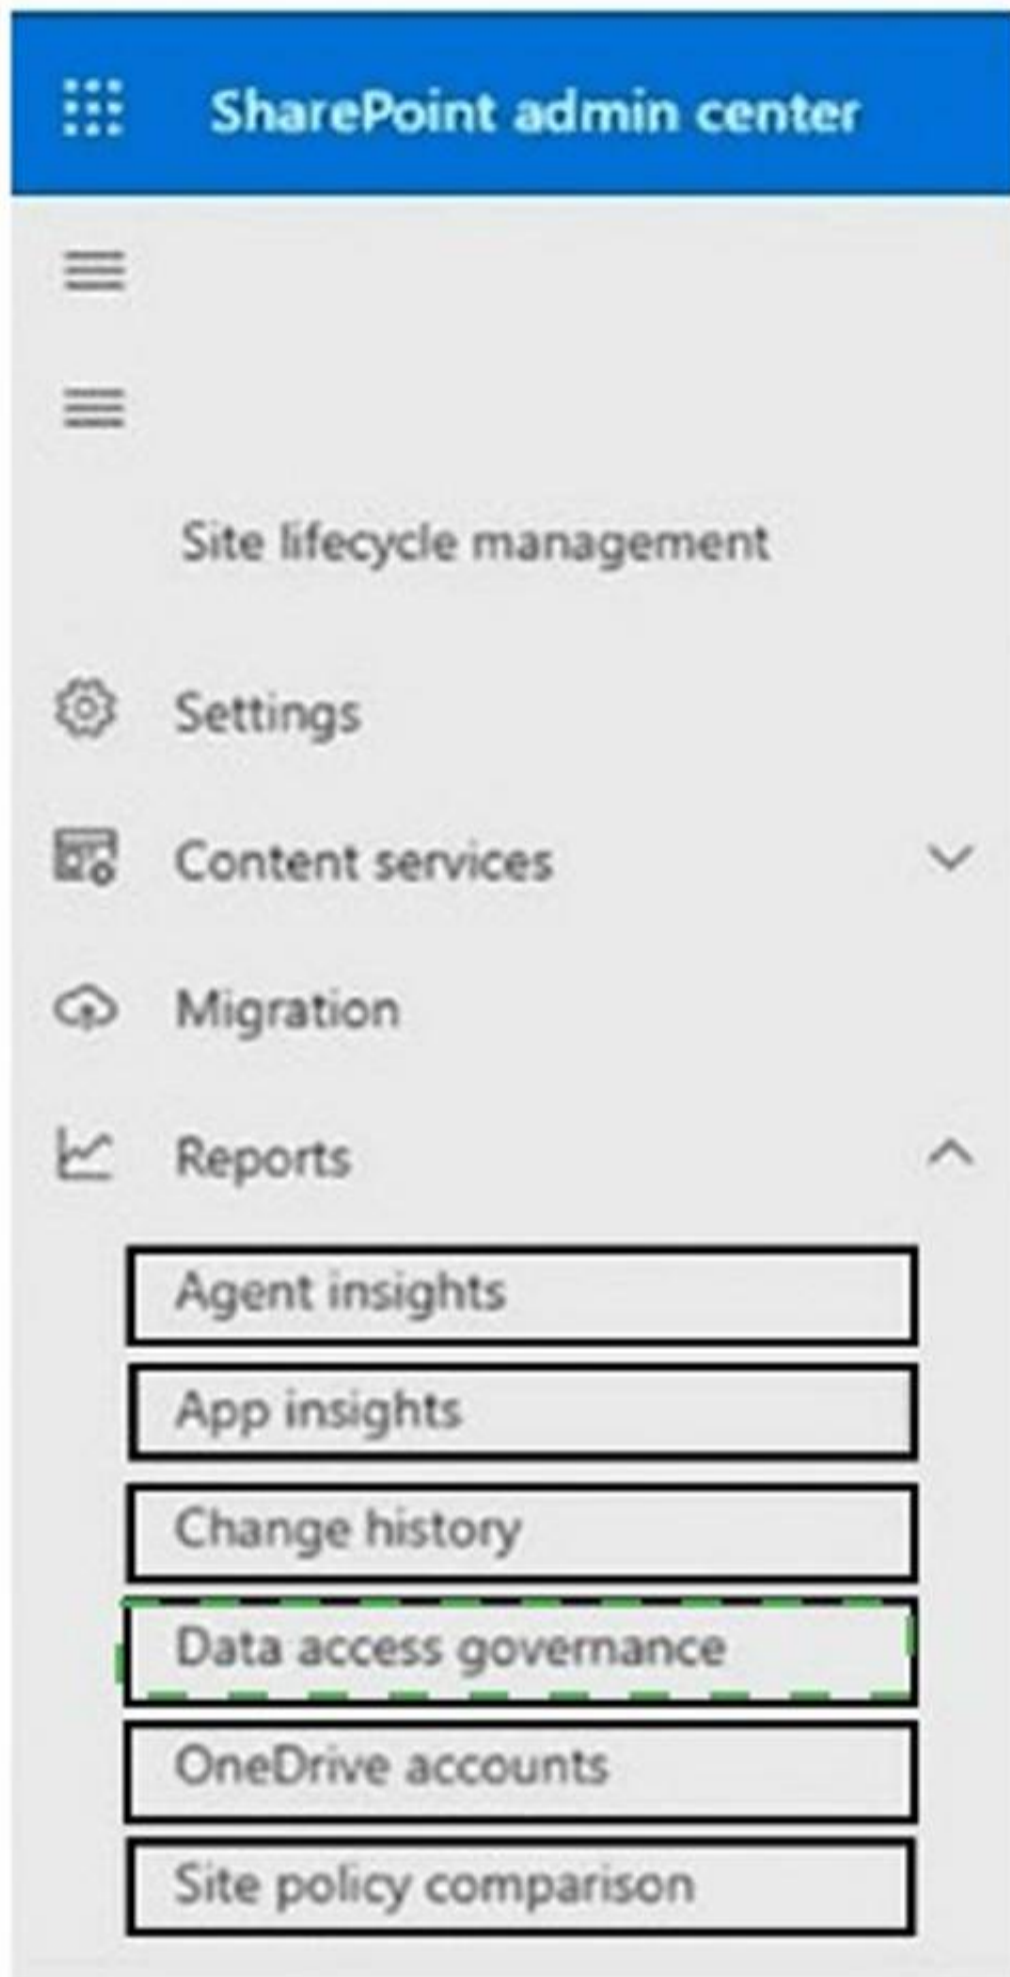 SharePoint admin center
Site lifecycle management
Settings
Content services
Migration
Reports
Agent insights
App insights
Change history
Data access governance
OneDrive accounts
Site policy comparison